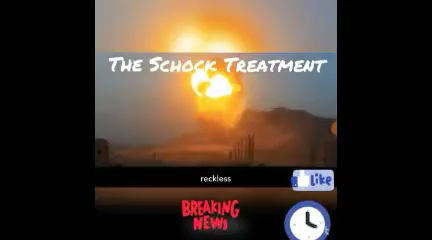 The Schock Treatment
reckless
Like
BREAKING
NEWS